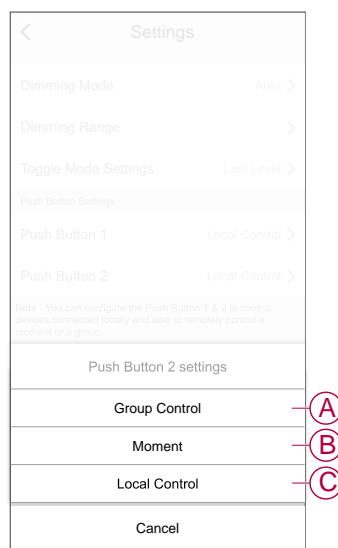 Settings
Dimming Mode Auto
Dimming Range
Toggle Mode Settings Last Level
Push Button Settings
Push Button 1 Local Control
Push Button 2 Local Control
Note - You can configure the Push Button 1 & 2 to control
devices connected locally and also to remotely control a
moment or a group.
Push Button 2 settings
Group Control A
Moment B
Local Control C
Cancel